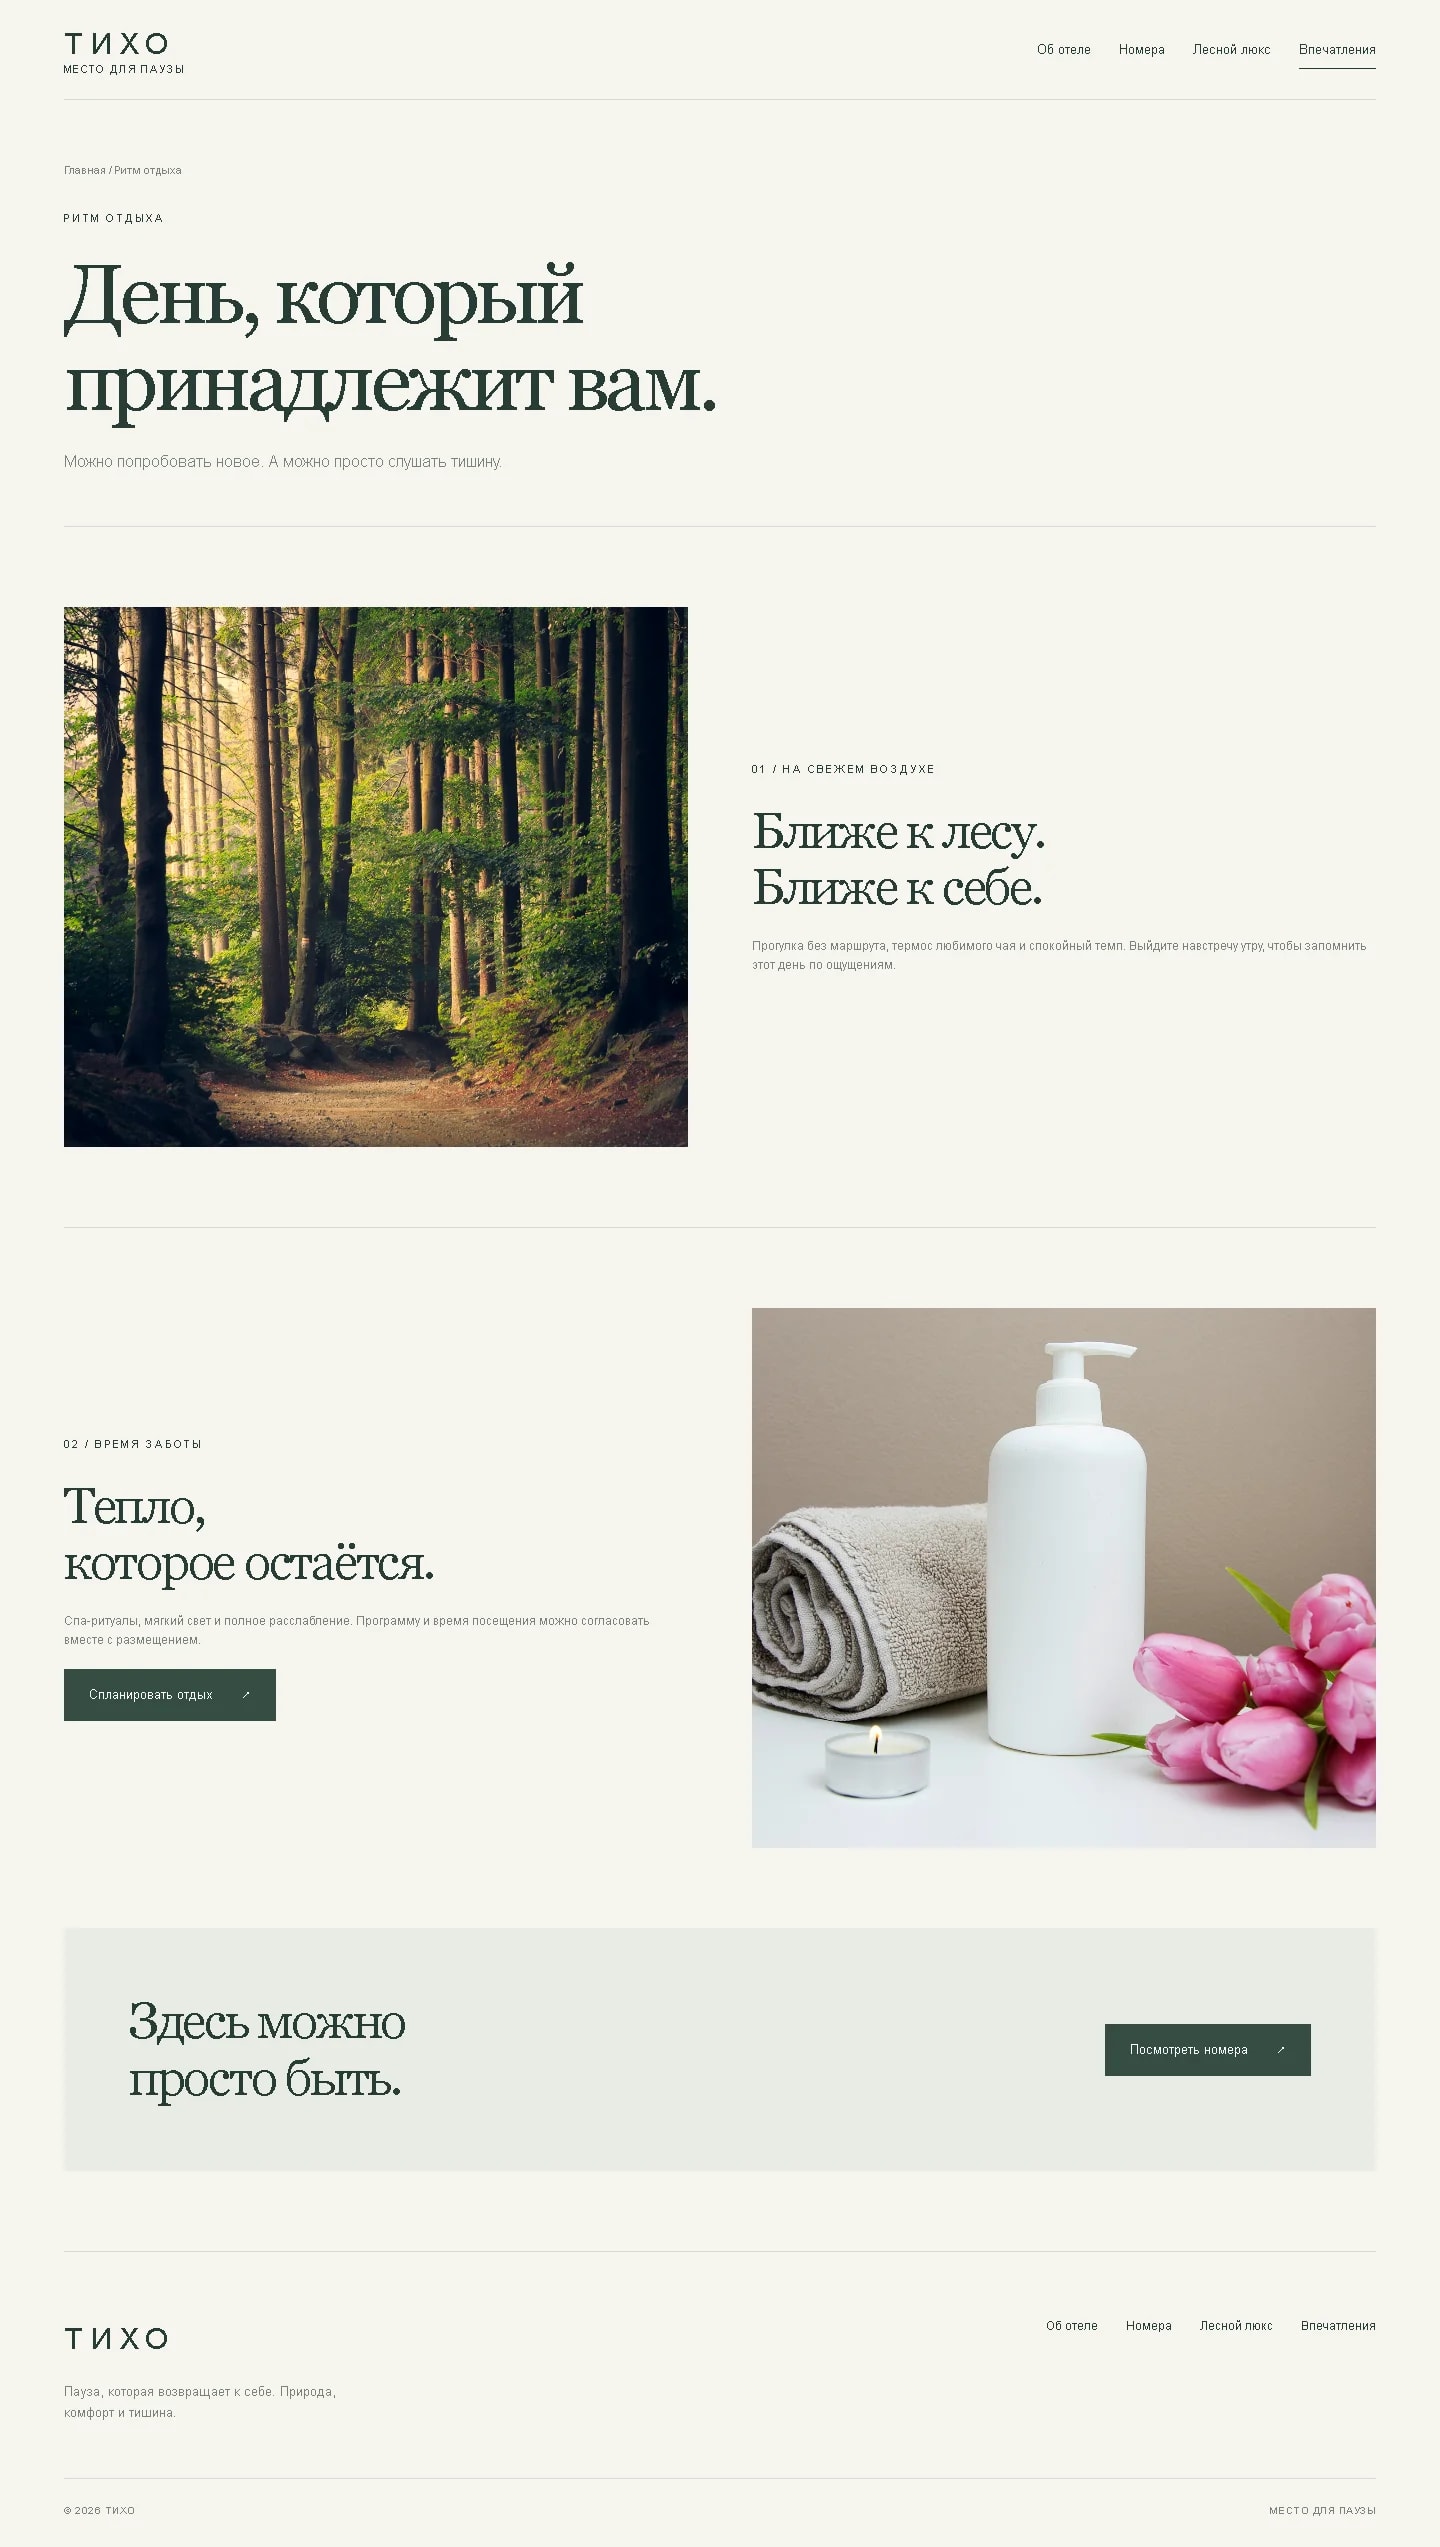 ТИХО
МЕСТО ДЛЯ ПАУЗЫ
Об отеле Номера Лесной люкс Впечатления
Главная / Ритм отдыха
РИТМ ОТДЫХА
День, который
принадлежит вам.
Можно попробовать новое. А можно просто слушать тишину.
01 / НА СВЕЖЕМ ВОЗДУХЕ
Ближе к лесу.
Ближе к себе.
Прогулка без маршрута, термос любимого чая и спокойный темп. Выйдите навстречу утру, чтобы запомнить
этот день по ощущениям.
02 / ВРЕМЯ ЗАБОТЫ
Тепло,
которое остаётся.
Спа-ритуалы, мягкий свет и полное расслабление. Программу и время посещения можно согласовать
вместе с размещением.
Спланировать отдых ↗
Здесь можно
просто быть.
Посмотреть номера ↗
ТИХО
Об отеле Номера Лесной люкс Впечатления
Пауза, которая возвращает к себе. Природа,
комфорт и тишина.
© 2026 ТИХО
МЕСТО ДЛЯ ПАУЗЫ